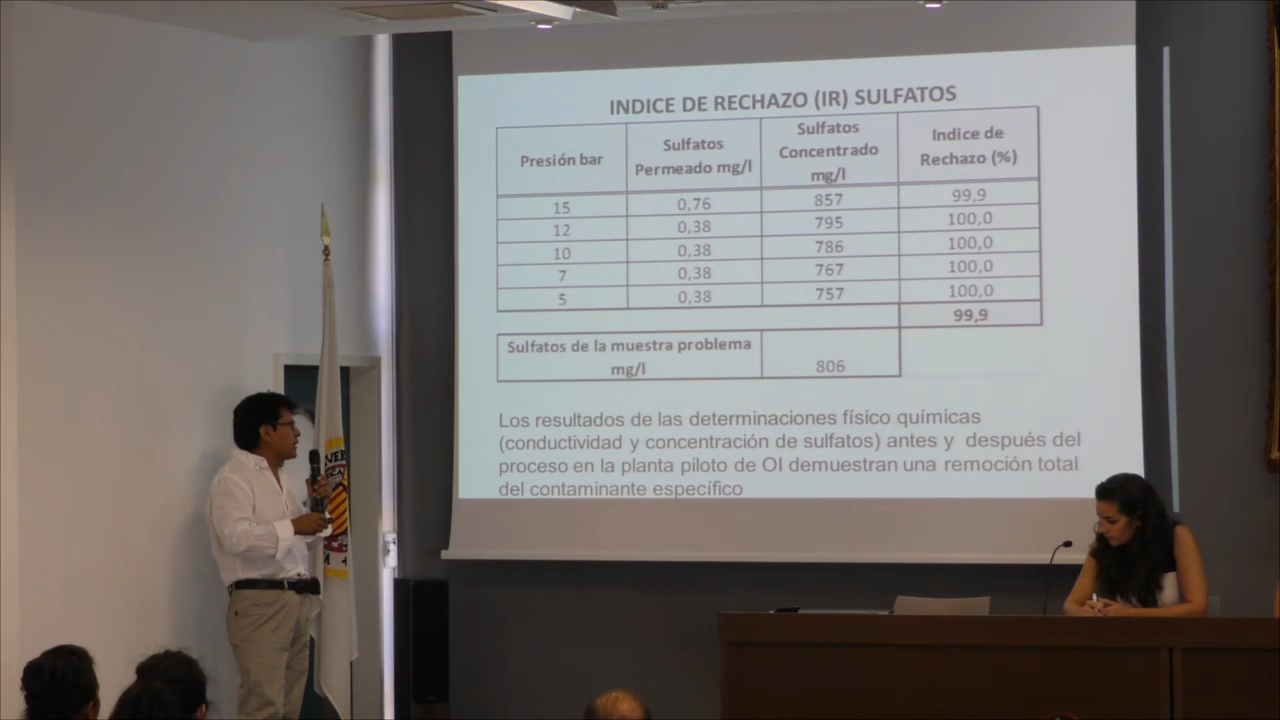 INDICE DE RECHAZO (IR) SULFATOS
Presión bar
Sulfatos
Permeado mg/l
Sulfatos
Concentrado
mg/l
Indice de
Rechazo (%)
15 0,76 857 99,9
12 0,38 795 100,0
10 0,38 786 100,0
7 0,38 767 100,0
5 0,38 757 100,0
99,9
Sulfatos de la muestra problema
mg/l
806
Los resultados de las determinaciones físico químicas
(conductividad y concentración de sulfatos) antes y después del
proceso en la planta piloto de OI demuestran una remoción total
del contaminante específico